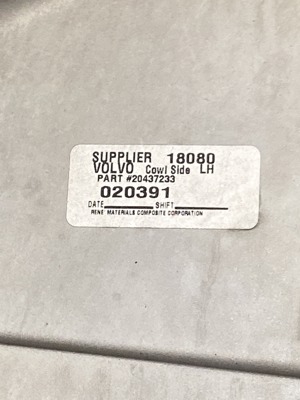 SUPPLIER 18080
VOLVO Cowl Side LH
PART #20437233
020391
DATE SHIFT
RENE' MATERIALS COMPOSITE CORPORATION